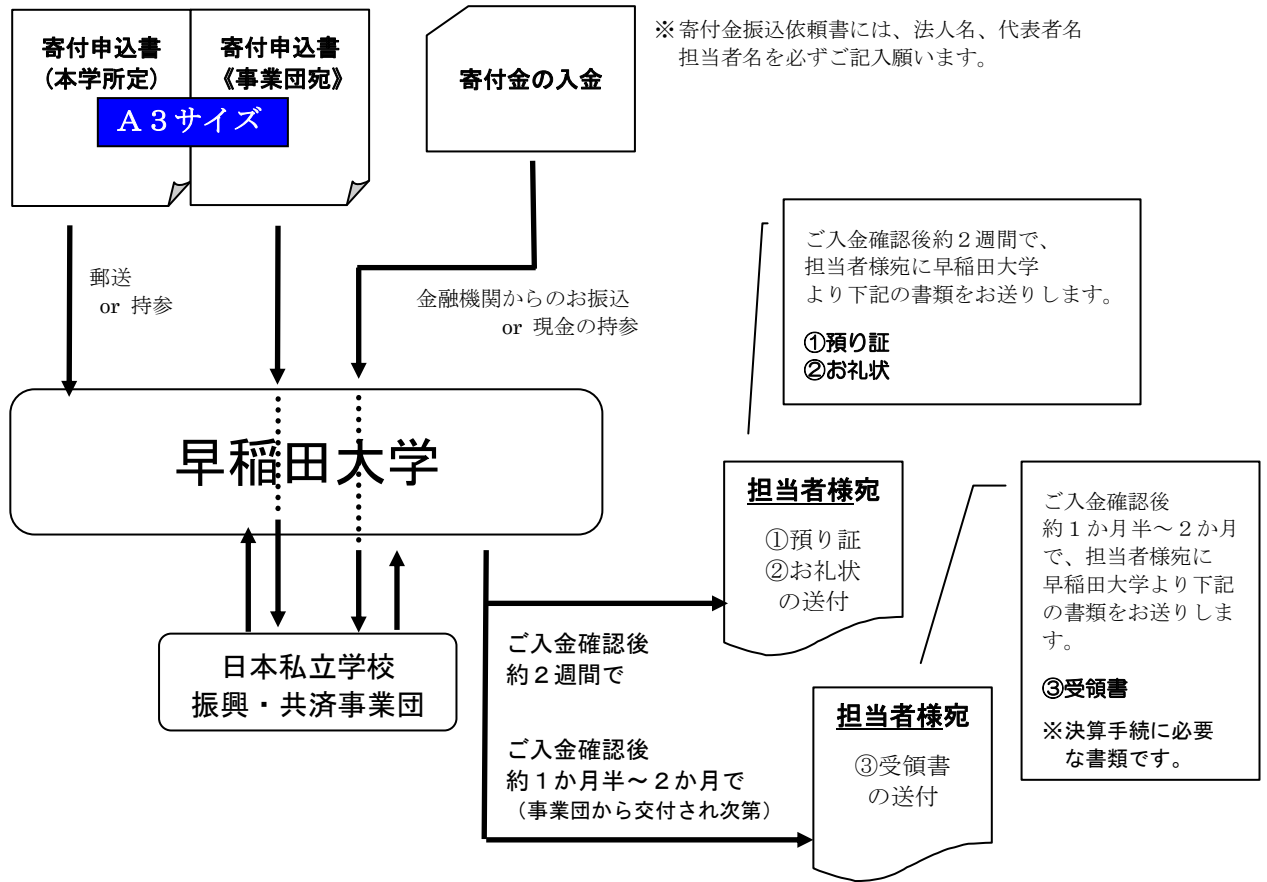 寄付申込書
(本学所定)
寄付申込書
《事業団宛》
Ａ３サイズ
寄付金の入金
※寄付金振込依頼書には、法人名、代表者名
担当者名を必ずご記入願います。
郵送
or 持参
金融機関からのお振込
or 現金の持参
ご入金確認後約２週間で、
担当者様宛に早稲田大学
より下記の書類をお送りします。
①預り証
②お礼状
早稲田大学
担当者様宛
①預り証
②お礼状
の送付
ご入金確認後
約１か月半～２か月
で、担当者様宛に
早稲田大学より下記
の書類をお送りしま
す。
③受領書
※決算手続に必要
な書類です。
日本私立学校
振興・共済事業団
ご入金確認後
約２週間で
ご入金確認後
約１か月半～２か月で
（事業団から交付され次第）
担当者様宛
③受領書
の送付